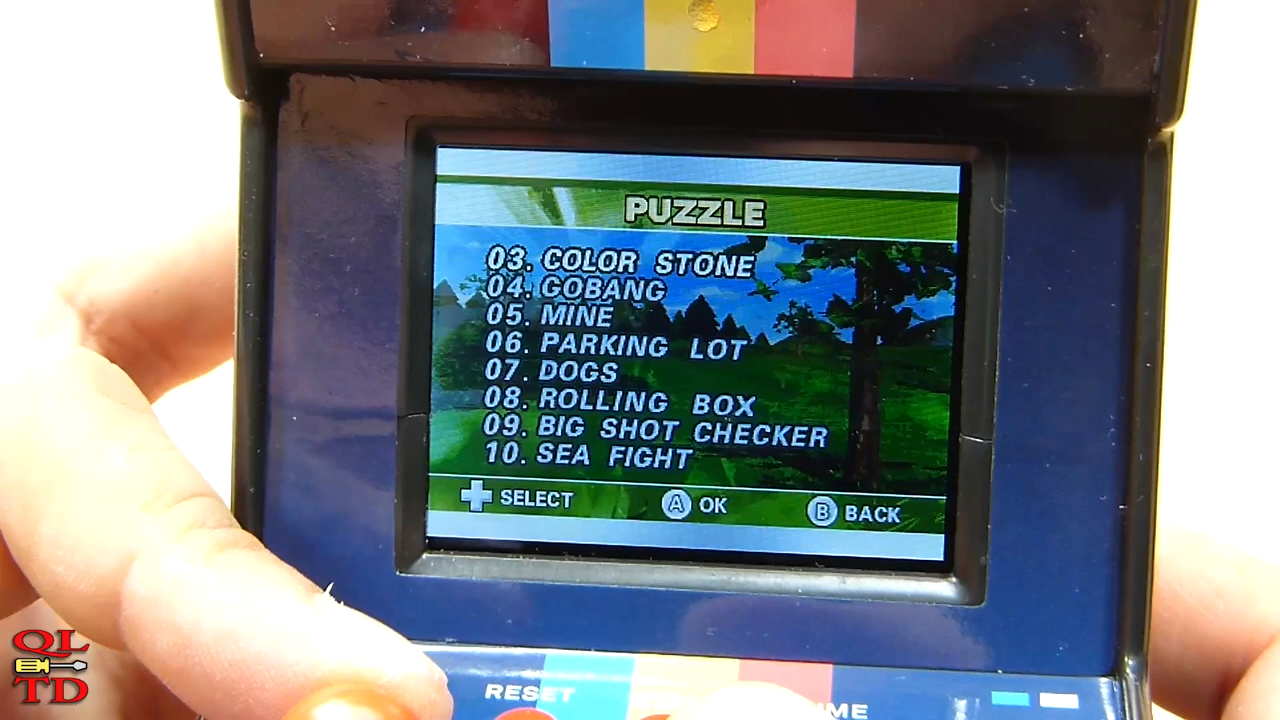 PUZZLE
03. COLOR STONE
04. GOBANG
05. MINE
06. PARKING LOT
07. DOGS
08. ROLLING BOX
09. BIG SHOT CHECKER
10. SEA FIGHT
SELECT A OK B BACK
RESET
QL
TD